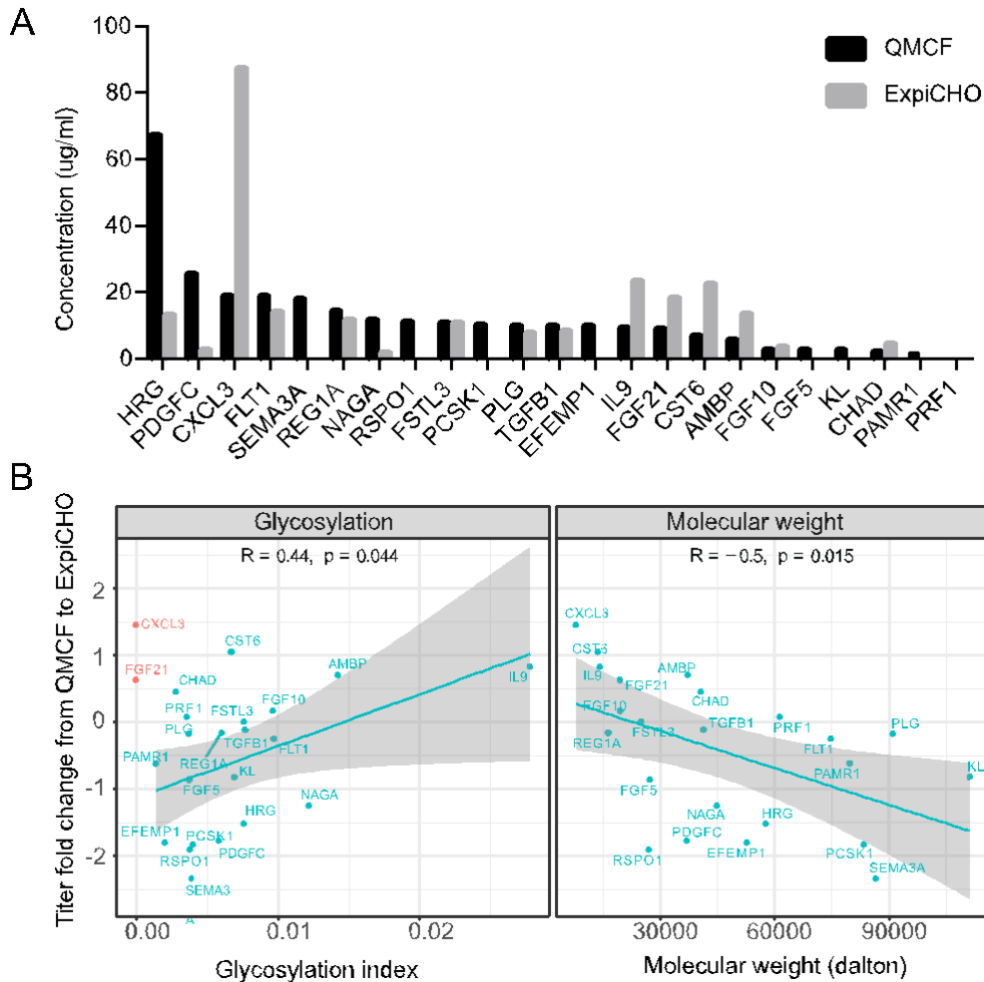 A
100
80
60
40
20
0
Concentration (ug/ml)
QMCF
ExpiCHO
HRG
PDGFC
CXCL3
FLT1
SEMA3A
REG1A
NAGA
RSPO1
FSTL3
PCSK1
PLG
TGFB1
EFEMP1
IL9
FGF21
CST6
AMBP
FGF10
FGF5
KL
CHAD
PAMR1
PRF1
B
Titer fold change from QMCF to ExpiCHO
Glycosylation
R = 0.44, p = 0.044
2
1
0
-1
-2
CXCL3
CST6
FGF21
AMBP
IL9
CHAD
PRF1
FSTL3
FGF10
PLG
TGFB1
FLT1
PAMR1
REG1A
KL
FGF5
NAGA
HRG
EFEMP1
PCSK1
PDGFC
RSPO1
SEMA3
A
0.00
0.01
0.02
Glycosylation index
Molecular weight
R = −0.5, p = 0.015
CXCL3
CST6
IL9
FGF21
AMBP
CHAD
FGF10
REG1A
FSTL3
TGFB1
PRF1
PLG
FLT1
PAMR1
KL
FGF5
NAGA
HRG
PDGFC
RSPO1
EFEMP1
PCSK1
SEMA3A
30000
60000
90000
Molecular weight (dalton)